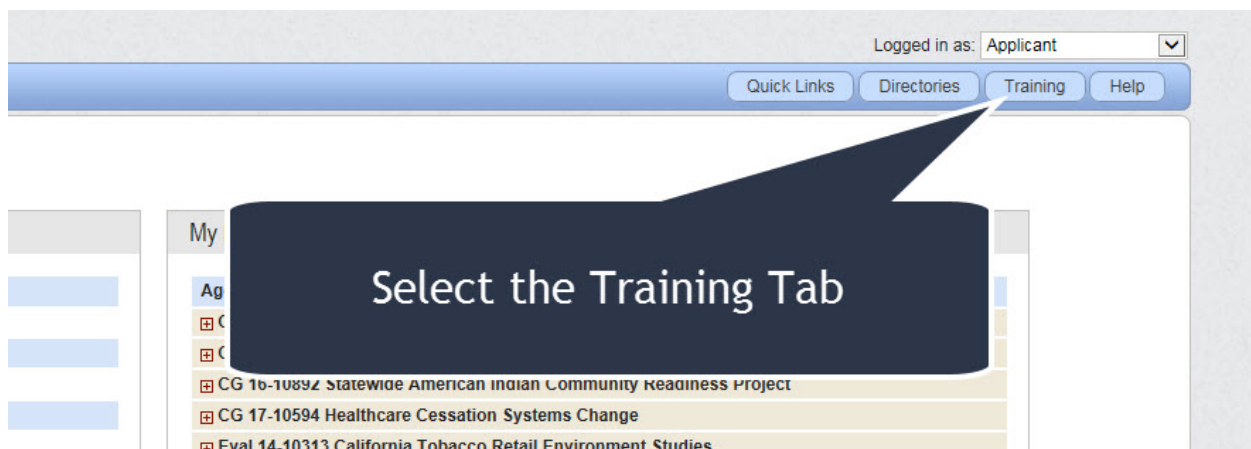 Logged in as: Applicant
Quick Links Directories Training Help
My
Select the Training Tab
Ag
CG 16-10892 Statewide American Indian Community Readiness Project
CG 17-10594 Healthcare Cessation Systems Change
Eval 14-10313 California Tobacco Retail Environment Studies